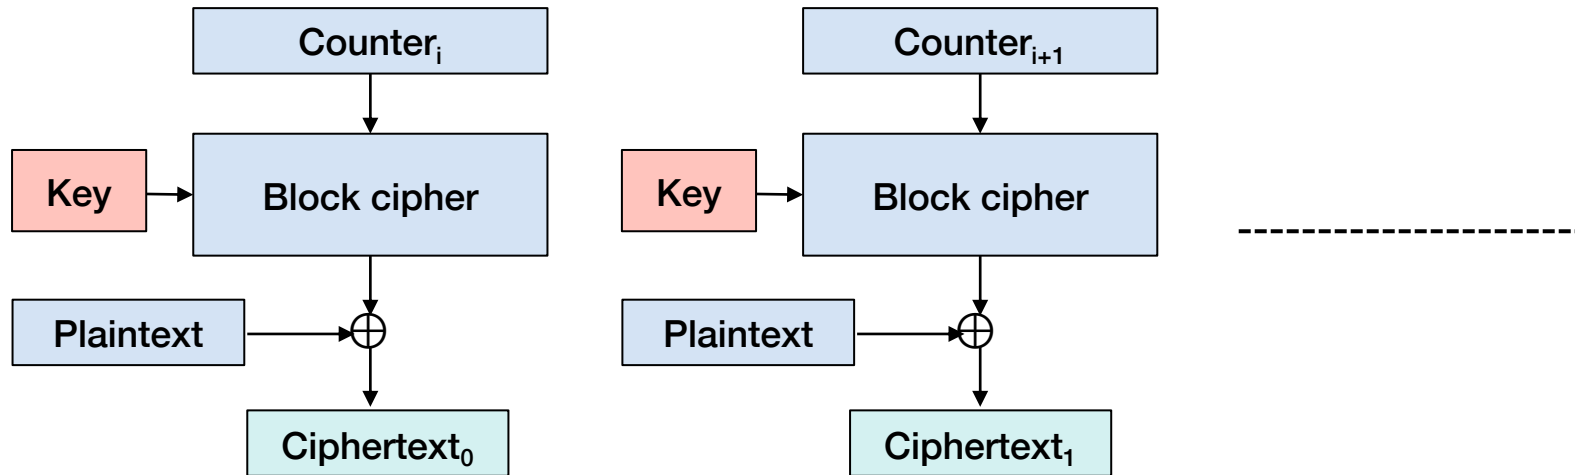 Counterᵢ
Counterᵢ₊₁
Key
Block cipher
Key
Block cipher
Plaintext
Plaintext
Ciphertext₀
Ciphertext₁